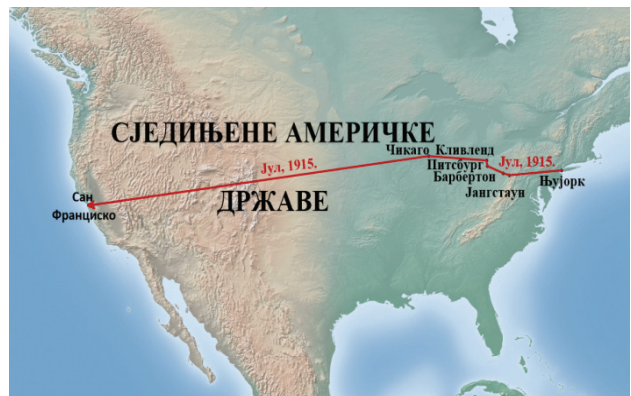 СЈЕДИЊЕНЕ АМЕРИЧКЕ
Чикаго Кливленд
Јул, 1915.
Питсбург
Јул, 1915.
Барбертон
Њујорк
Јангстаун
Сан
Франциско
ДРЖАВЕ